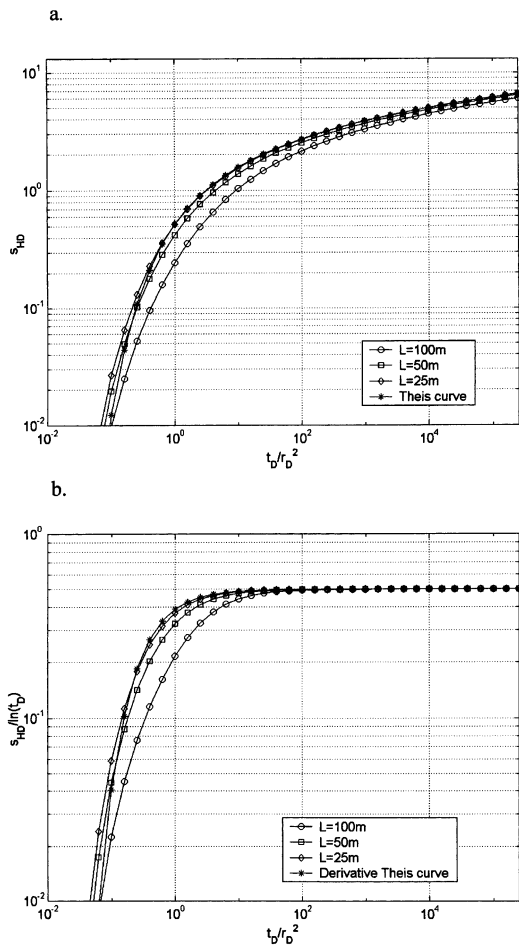 a.
10^1
10^0
10^-1
10^-2
s_HD
10^-2 10^0 10^2 10^4
t_D/r_D^2
L=100m
L=50m
L=25m
Theis curve
b.
10^0
10^-1
10^-2
s_HD/ln(t_D)
10^-2 10^0 10^2 10^4
t_D/r_D^2
L=100m
L=50m
L=25m
Derivative Theis curve